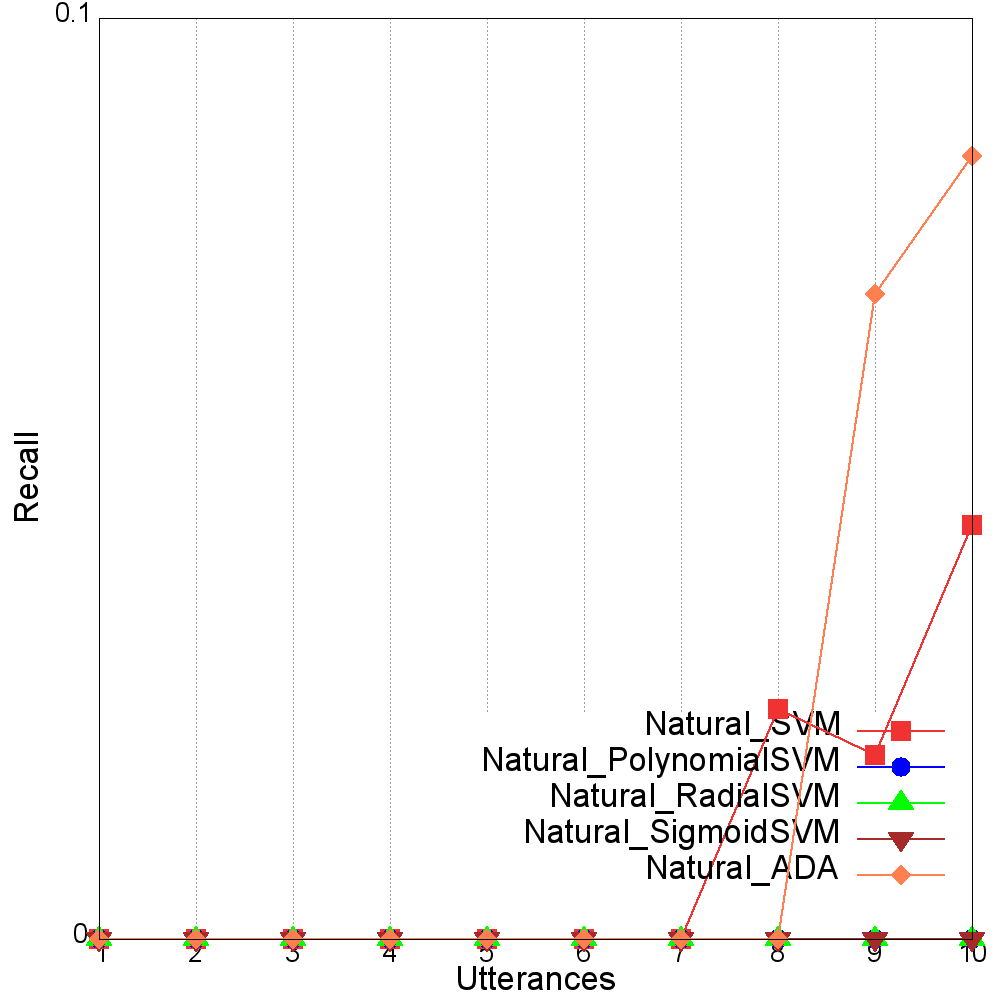 0.1
Recall
Natural_SVM
Natural_PolynomialSVM
Natural_RadialSVM
Natural_SigmoidSVM
Natural_ADA
0
1 2 3 4 5 6 7 8 9 10
Utterances